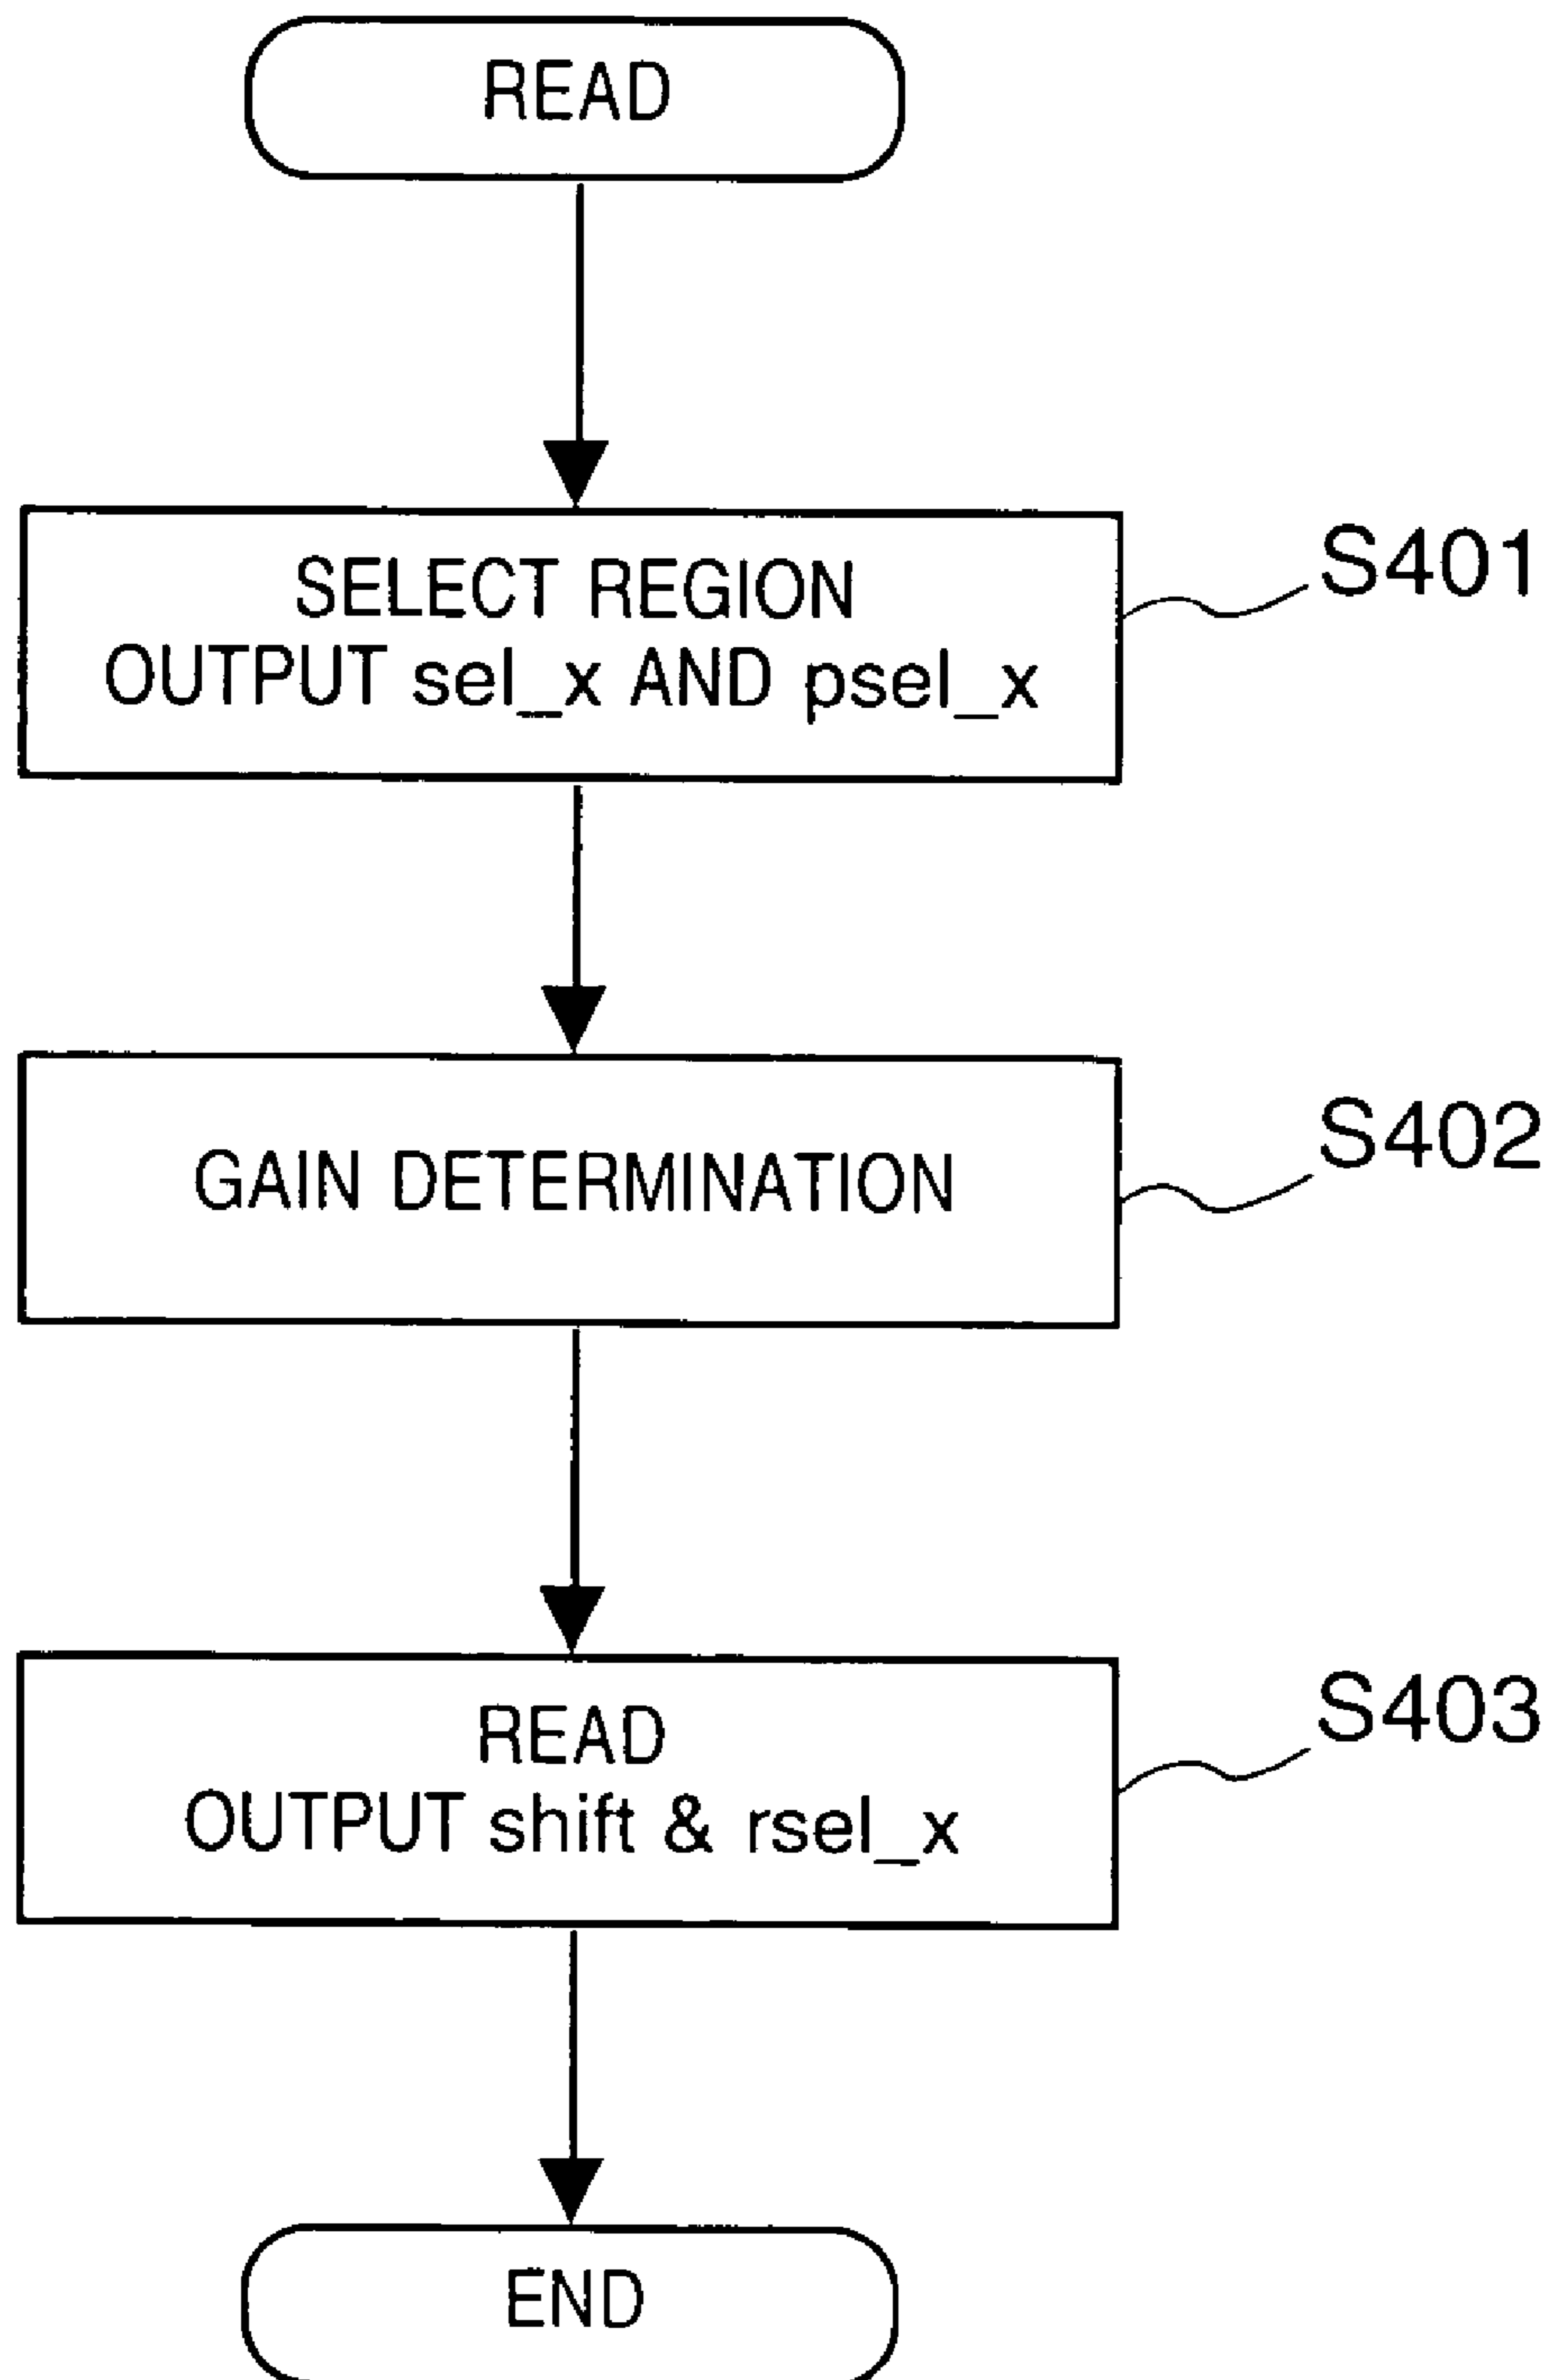 READ
SELECT REGION
OUTPUT sel_x AND psel_x
S401
GAIN DETERMINATION
S402
READ
OUTPUT shift & rsel_x
S403
END